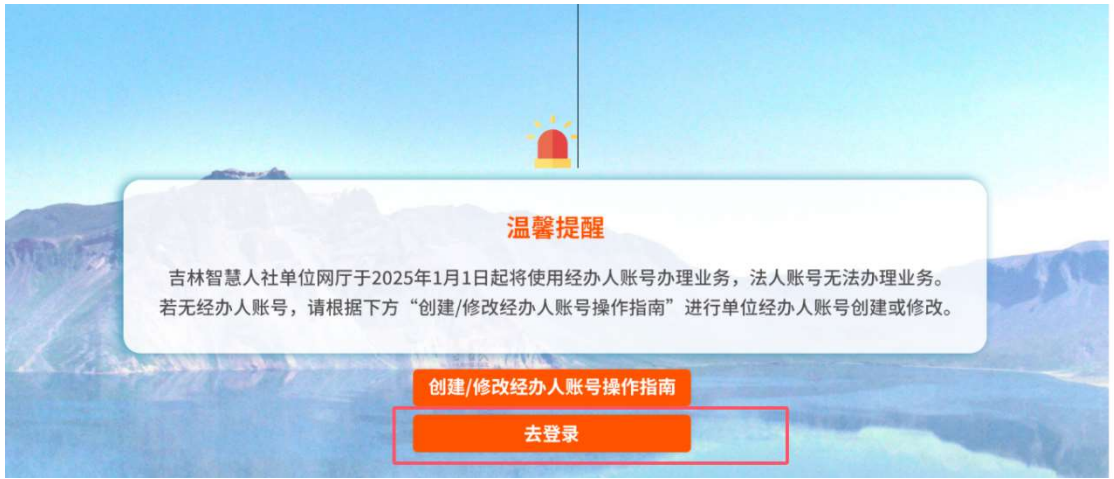 温馨提醒
吉林智慧人社单位网厅于2025年1月1日起将使用经办人账号办理业务，法人账号无法办理业务。
若无经办人账号，请根据下方“创建/修改经办人账号操作指南”进行单位经办人账号创建或修改。
创建/修改经办人账号操作指南
去登录